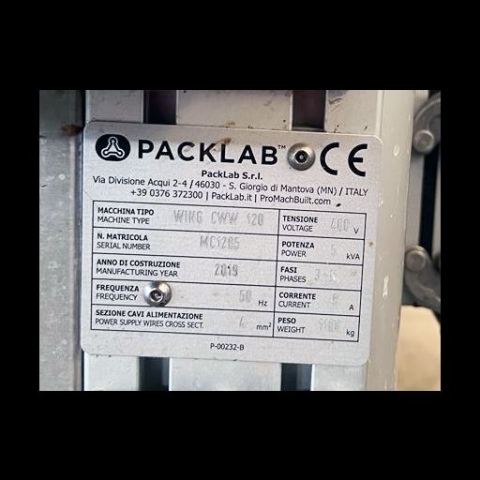 PACKLAB™ CE
PackLab S.r.l.
Via Divisione Acqui 2-4 / 46030 - S. Giorgio di Mantova (MN) / ITALY
+39 0376 372300 | PackLab.it | ProMachBuilt.com
MACCHINA TIPO
MACHINE TYPE
WING CWW 120
TENSIONE
VOLTAGE
V
N. MATRICOLA
SERIAL NUMBER
POTENZA
POWER
kVA
ANNO DI COSTRUZIONE
MANUFACTURING YEAR
2019
FASI
PHASES
FREQUENZA
FREQUENCY
50 Hz
CORRENTE
CURRENT
A
SEZIONE CAVI ALIMENTAZIONE
POWER SUPPLY WIRES CROSS SECT.
mm²
PESO
WEIGHT
kg
P-00232-B